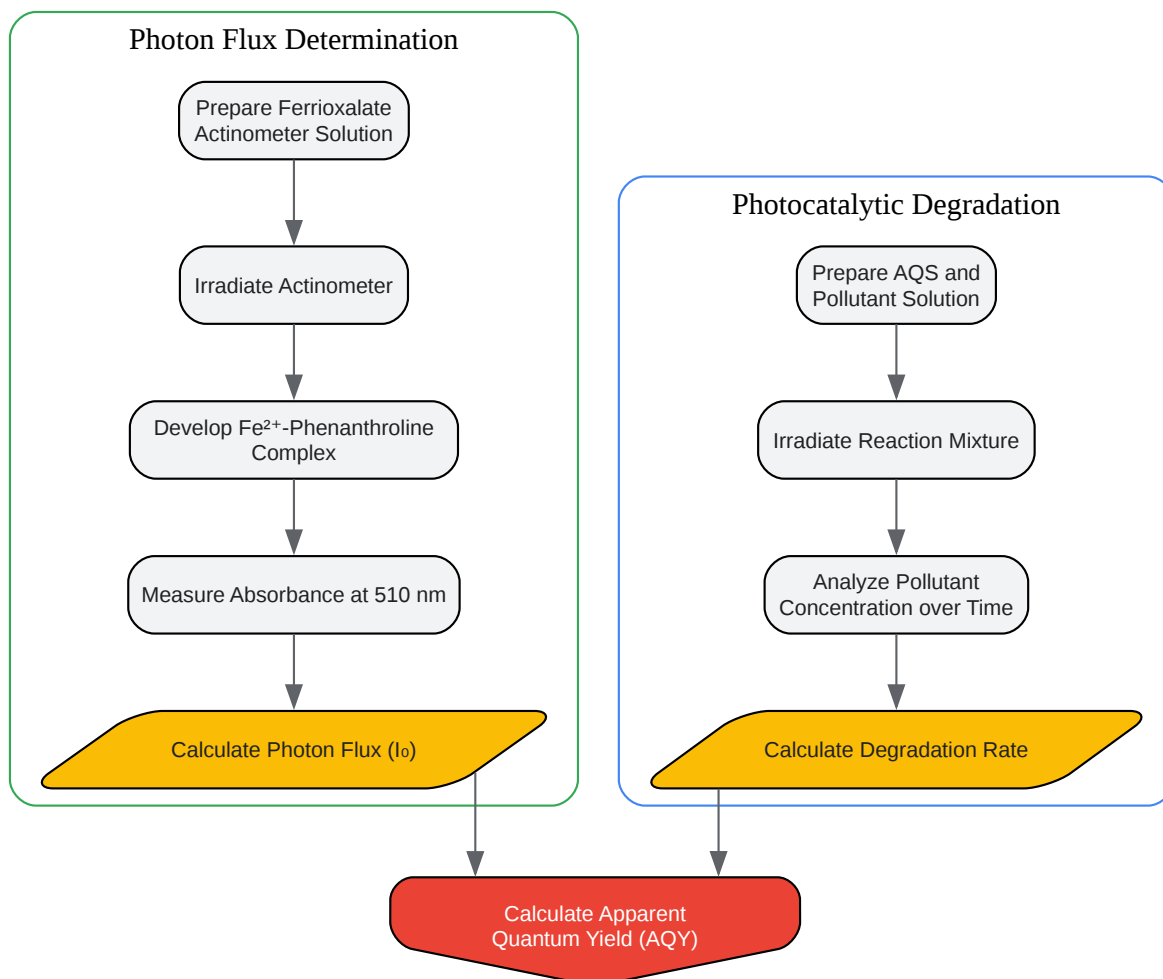 Photon Flux Determination
Prepare Ferrioxalate
Actinometer Solution
Irradiate Actinometer
Develop Fe²⁺-Phenanthroline
Complex
Measure Absorbance at 510 nm
Calculate Photon Flux (I₀)
Photocatalytic Degradation
Prepare AQS and
Pollutant Solution
Irradiate Reaction Mixture
Analyze Pollutant
Concentration over Time
Calculate Degradation Rate
Calculate Apparent
Quantum Yield (AQY)